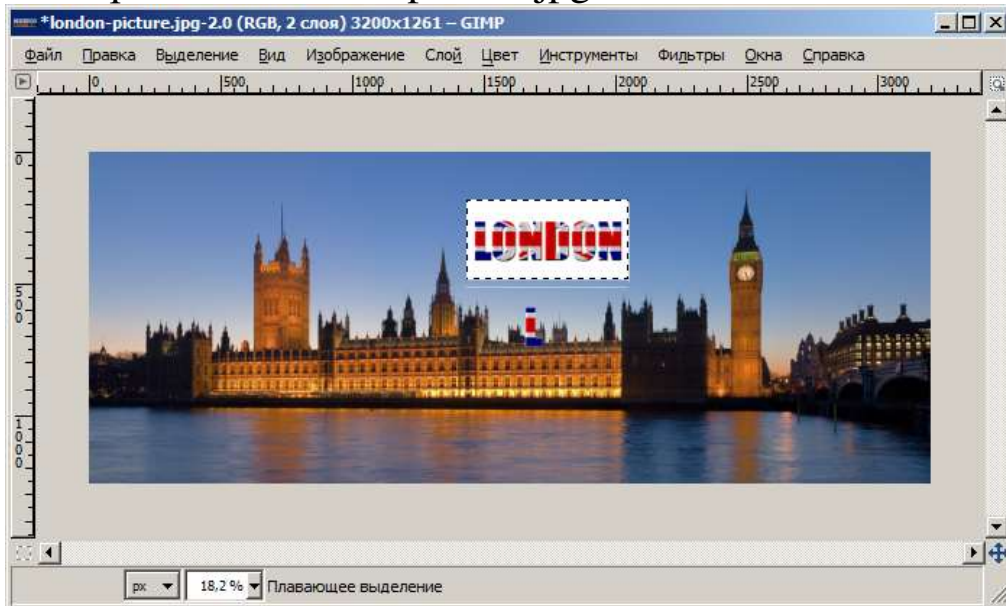 *london-picture.jpg-2.0 (RGB, 2 слоя) 3200x1261 – GIMP
Файл Правка Выделение Вид Изображение Слой Цвет Инструменты Фильтры Окна Справка
0 500 1000 1500 2000 2500 3000
0
LONDON
L
500
1000
px 18,2 % Плавающее выделение